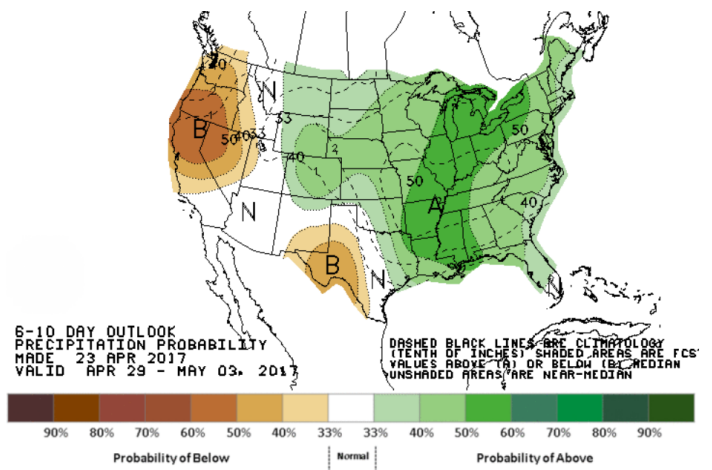 40
N
33
B
50
40
33
40
50
50
A
40
N
B
N
N
6-10 DAY OUTLOOK
PRECIPITATION PROBABILITY
MADE 23 APR 2017
VALID APR 29 - MAY 03, 2017
DASHED BLACK LINES ARE CLIMATOLOGY
(TENTH OF INCHES) SHADED AREAS ARE FCST
VALUES ABOVE (A) OR BELOW (B) MEDIAN
UNSHADED AREAS ARE NEAR-MEDIAN
90% 80% 70% 60% 50% 40% 33% 33% 40% 50% 60% 70% 80% 90%
Probability of Below Normal Probability of Above